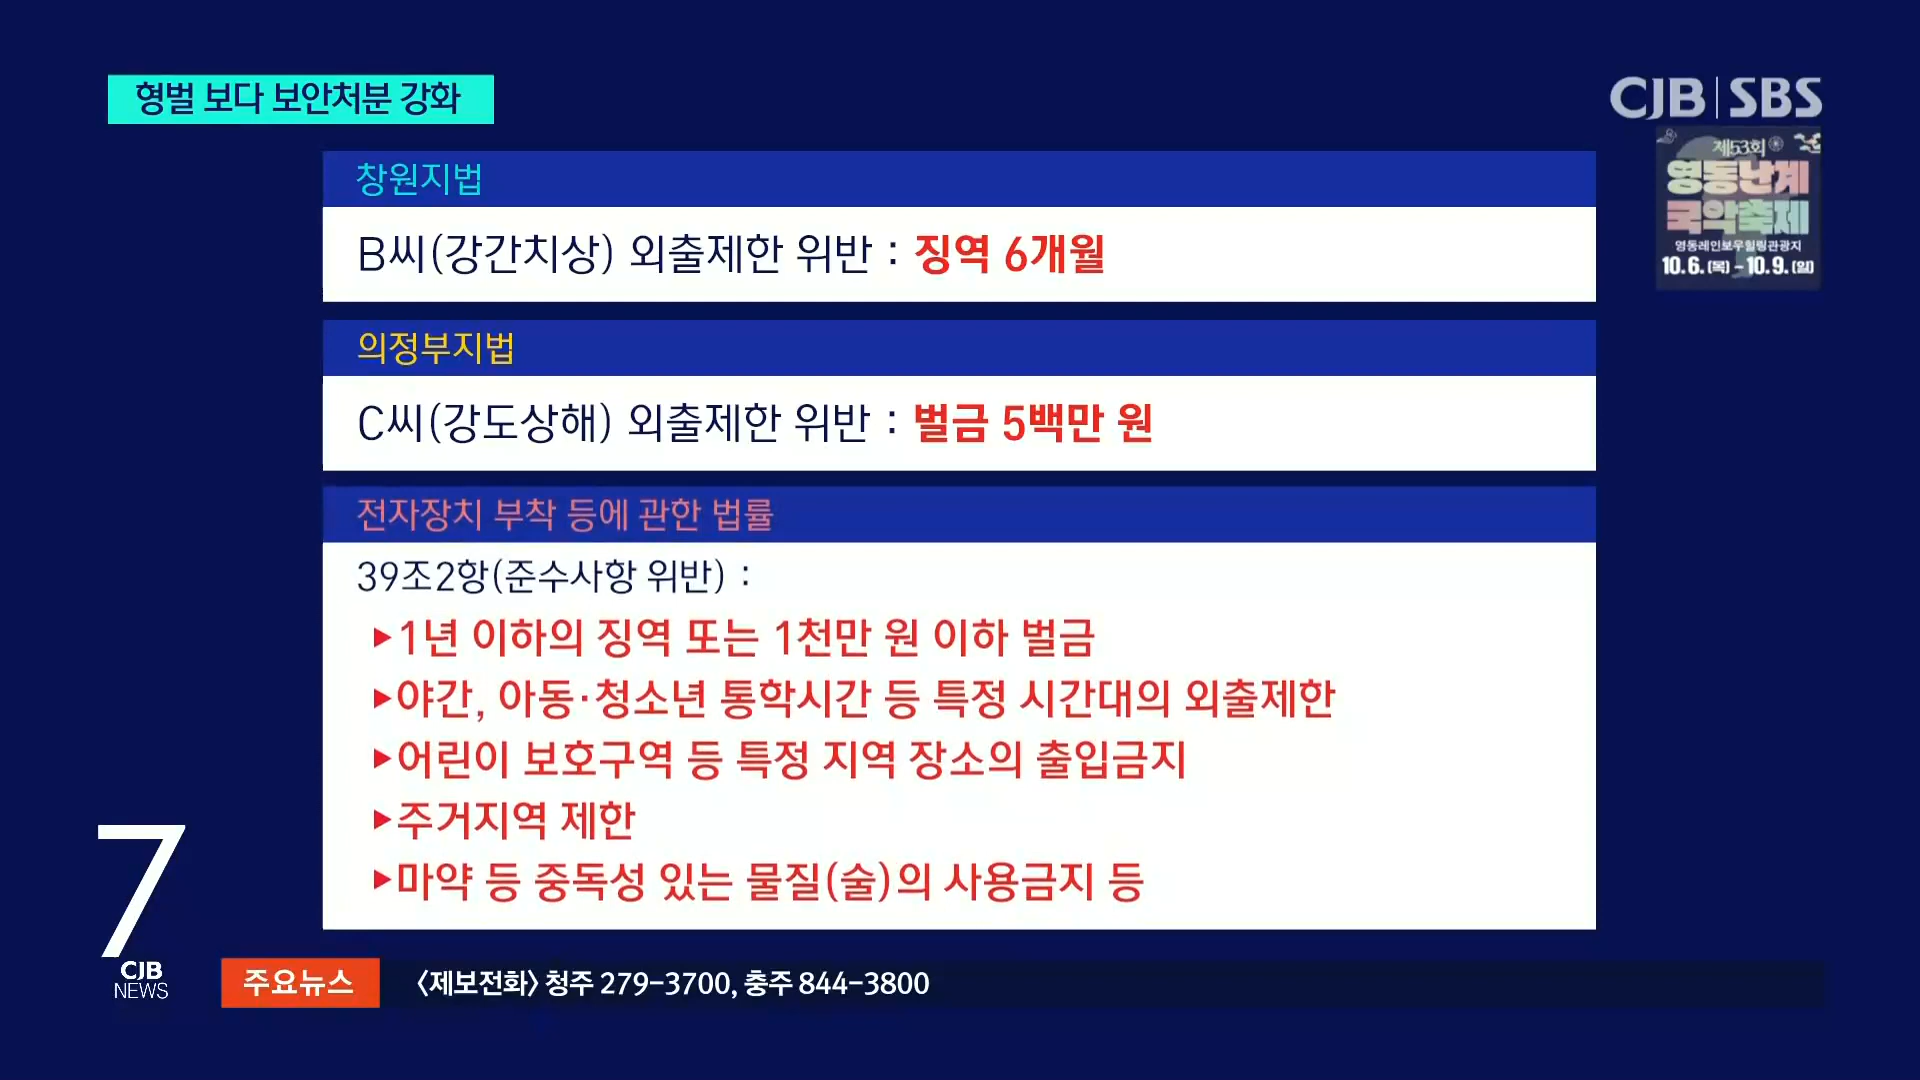 형벌 보다 보안처분 강화
CJB SBS
제53회
영동난계
국악축제
영동레인보우힐링관광지
10.6.(목) - 10.9.(일)
창원지법
B씨(강간치상) 외출제한 위반 : 징역 6개월
의정부지법
C씨(강도상해) 외출제한 위반 : 벌금 5백만 원
전자장치 부착 등에 관한 법률
39조2항(준수사항 위반) :
▶1년 이하의 징역 또는 1천만 원 이하 벌금
▶야간, 아동·청소년 통학시간 등 특정 시간대의 외출제한
▶어린이 보호구역 등 특정 지역 장소의 출입금지
▶주거지역 제한
▶마약 등 중독성 있는 물질(술)의 사용금지 등
7
CJB
NEWS
주요뉴스
〈제보전화〉 청주 279-3700, 충주 844-3800